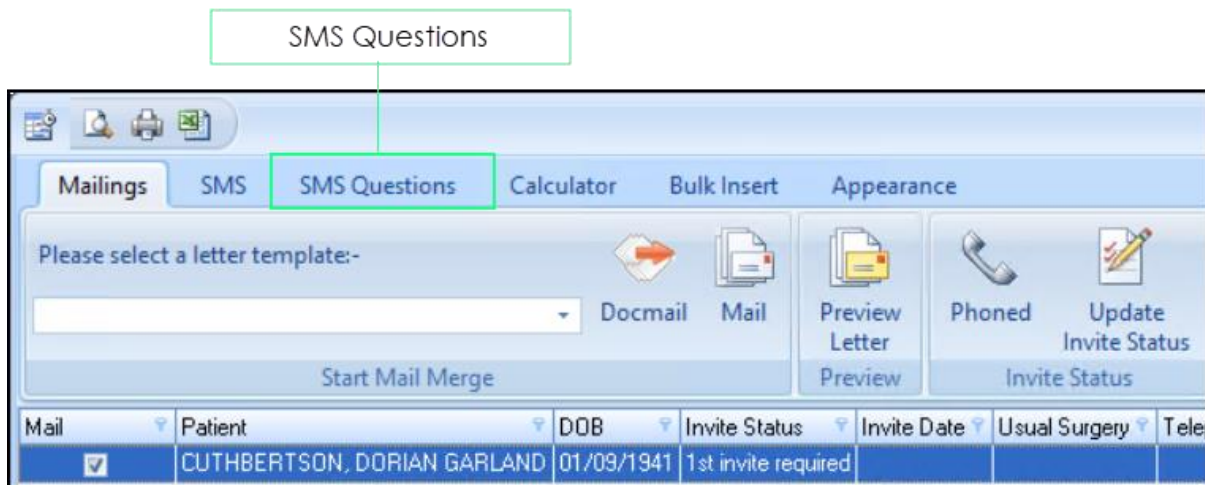 SMS Questions
Mailings SMS SMS Questions Calculator Bulk Insert Appearance
Please select a letter template:-
Docmail Mail Preview Letter Phoned Update Invite Status
Start Mail Merge Preview Invite Status
Mail Patient DOB Invite Status Invite Date Usual Surgery Tele
CUTHBERTSON, DORIAN GARLAND 01/09/1941 1st invite required